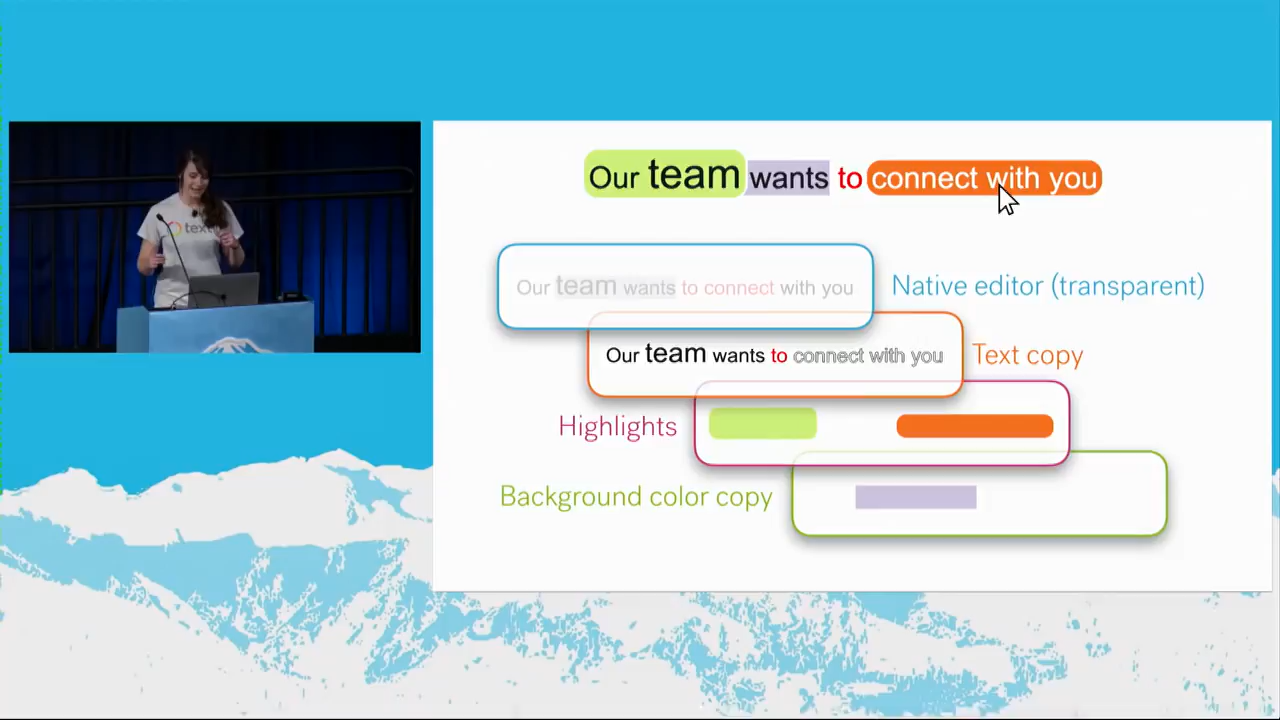 Our team wants to connect with you
Our team wants to connect with you
Native editor (transparent)
Our team wants to connect with you
Text copy
Highlights
Background color copy